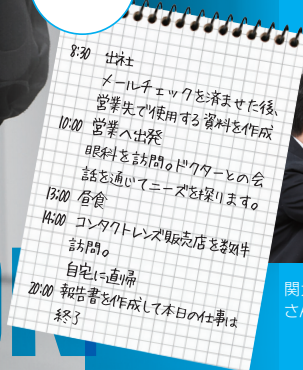 8:30 出社
メールチェックを済ませた後、
営業先で使用する資料を作成
10:00 営業へ出発
眼科を訪問。ドクターとの会
話を通じてニーズを探ります。
13:00 昼食
14:00 コンタクトレンズ販売店を数件
訪問。
自宅に直帰
20:00 報告書を作成して本日の仕事は
終了
さん